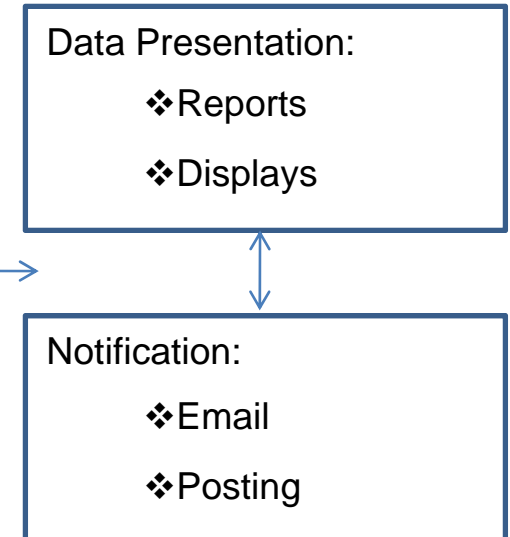 Data Presentation:
❖Reports
❖Displays
Notification:
❖Email
❖Posting